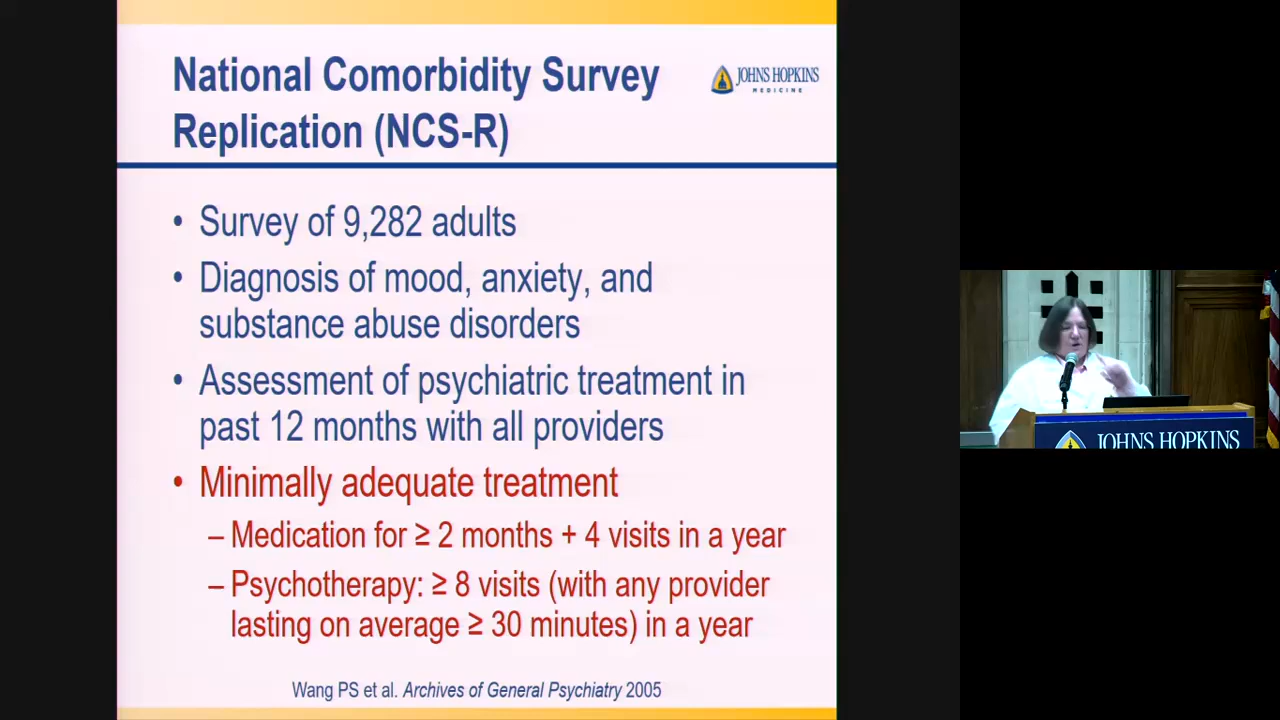 National Comorbidity Survey
Replication (NCS-R)
JOHNS HOPKINS
MEDICINE
• Survey of 9,282 adults
• Diagnosis of mood, anxiety, and
substance abuse disorders
• Assessment of psychiatric treatment in
past 12 months with all providers
• Minimally adequate treatment
– Medication for ≥ 2 months + 4 visits in a year
– Psychotherapy: ≥ 8 visits (with any provider
lasting on average ≥ 30 minutes) in a year
Wang PS et al. Archives of General Psychiatry 2005
JOHNS HOPKINS